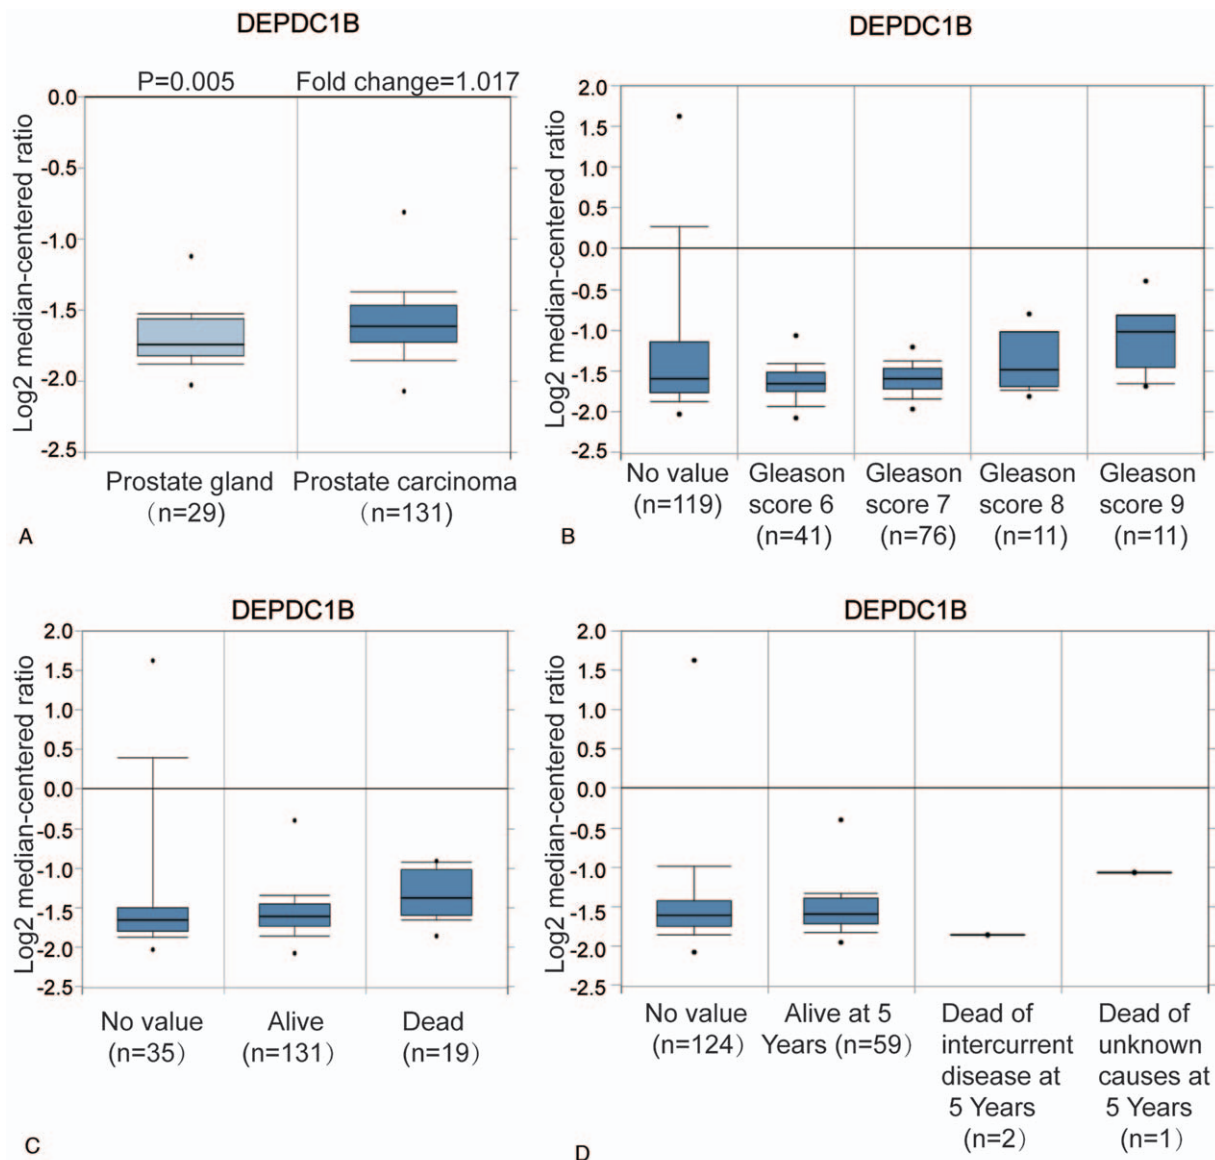 DEPDC1B
P=0.005 Fold change=1.017
Log2 median-centered ratio
0.0
-0.5
-1.0
-1.5
-2.0
-2.5
Prostate gland
(n=29)
Prostate carcinoma
(n=131)
A
DEPDC1B
Log2 median-centered ratio
2.0
1.5
1.0
0.5
0.0
-0.5
-1.0
-1.5
-2.0
-2.5
No value
(n=119)
Gleason
score 6
(n=41)
Gleason
score 7
(n=76)
Gleason
score 8
(n=11)
Gleason
score 9
(n=11)
B
DEPDC1B
Log2 median-centered ratio
2.0
1.5
1.0
0.5
0.0
-0.5
-1.0
-1.5
-2.0
-2.5
No value
(n=35)
Alive
(n=131)
Dead
(n=19)
C
DEPDC1B
Log2 median-centered ratio
2.0
1.5
1.0
0.5
0.0
-0.5
-1.0
-1.5
-2.0
-2.5
No value
(n=124)
Alive at 5
Years (n=59)
Dead of
intercurrent
disease at
5 Years
(n=2)
Dead of
unknown
causes at
5 Years
(n=1)
D